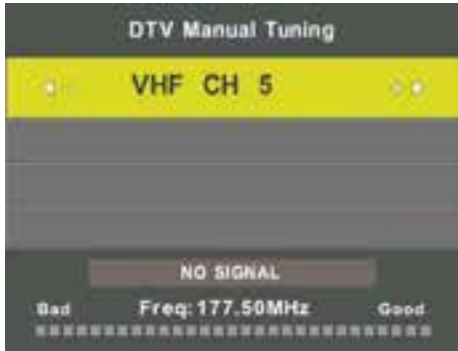 DTV Manual Tuning
VHF CH 5
NO SIGNAL
Bad Freq:177.50MHz Good